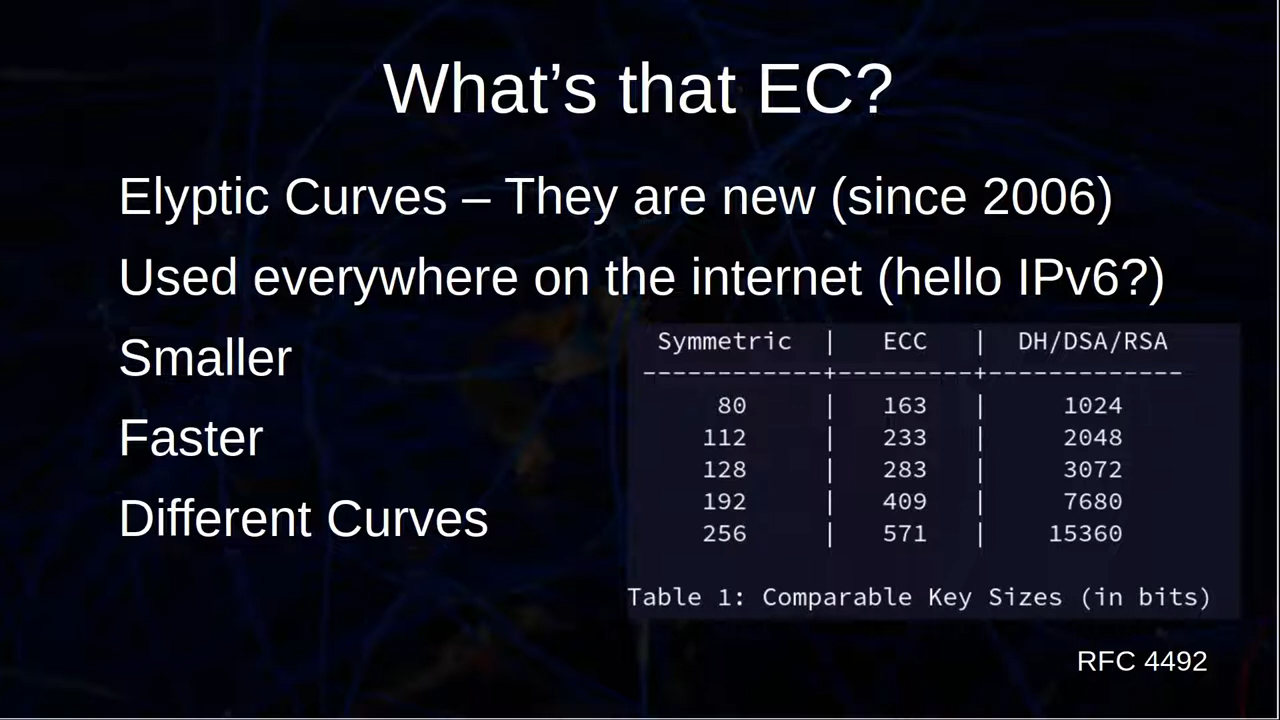 What’s that EC?
Elyptic Curves – They are new (since 2006)
Used everywhere on the internet (hello IPv6?)
Smaller
Faster
Different Curves
Symmetric | ECC | DH/DSA/RSA
------------+---------+-------------
80 | 163 | 1024
112 | 233 | 2048
128 | 283 | 3072
192 | 409 | 7680
256 | 571 | 15360
Table 1: Comparable Key Sizes (in bits)
RFC 4492